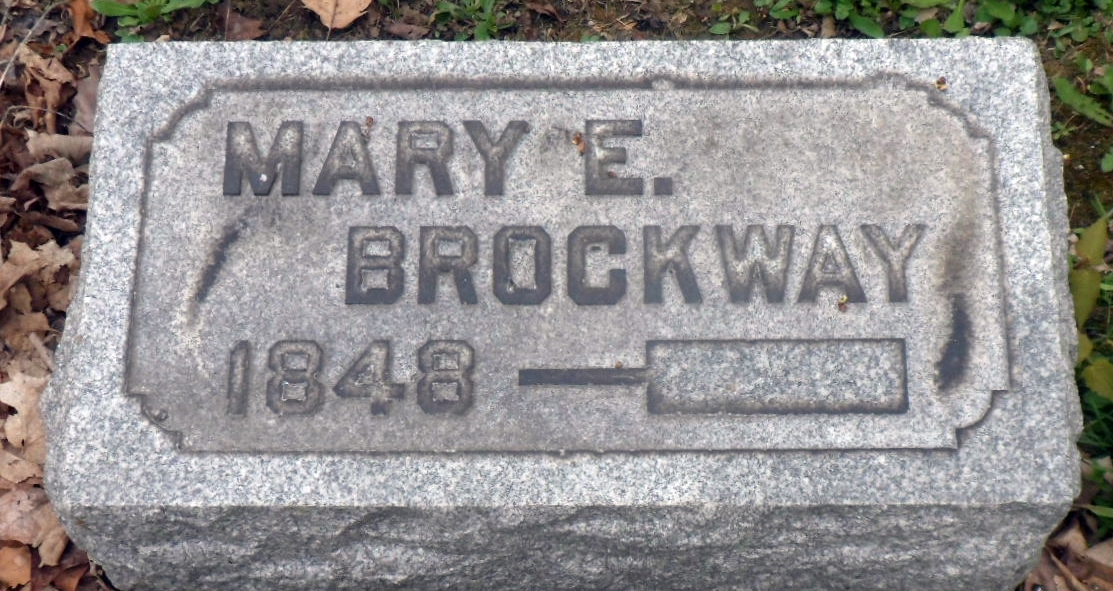 MARY E.
BROCKWAY
1848 —